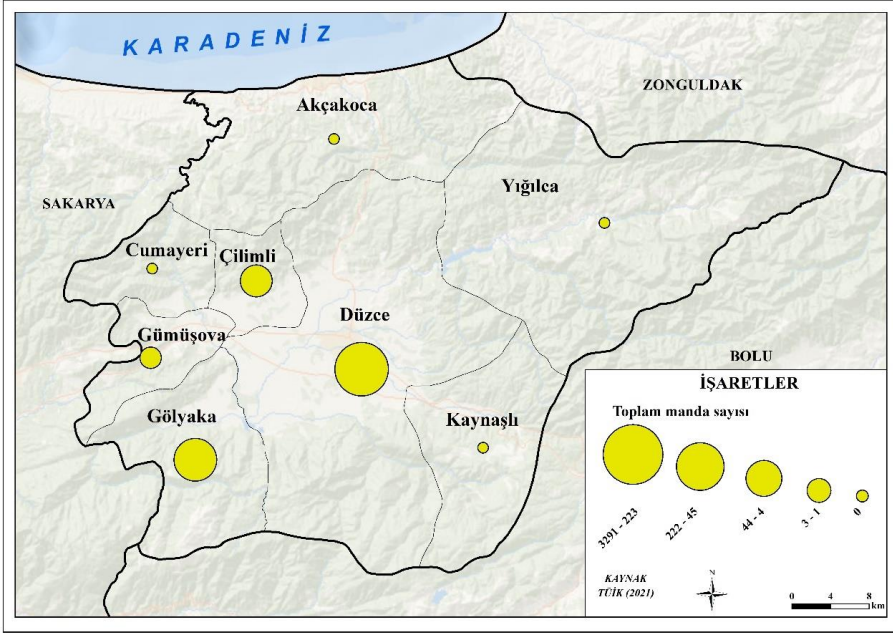 KARADENİZ
ZONGULDAK
Akçakoca
Yığılca
SAKARYA
Cumayeri
Çilimli
Düzce
Gümüşova
BOLU
Gölyaka
Kaynaşlı
İŞARETLER
Toplam manda sayısı
3291 - 223
222 - 45
44 - 4
3 - 1
0
KAYNAK
TÜİK (2021)
N
0 4 8
km